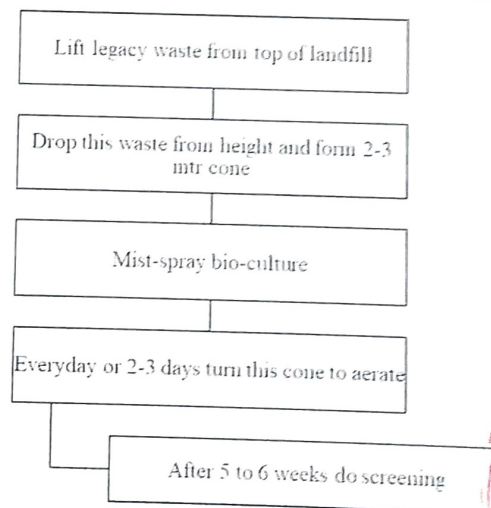 Lift legacy waste from top of landfill
Drop this waste from height and form 2-3
mtr cone
Mist-spray bio-culture
Everyday or 2-3 days turn this cone to aerate
After 5 to 6 weeks do screening